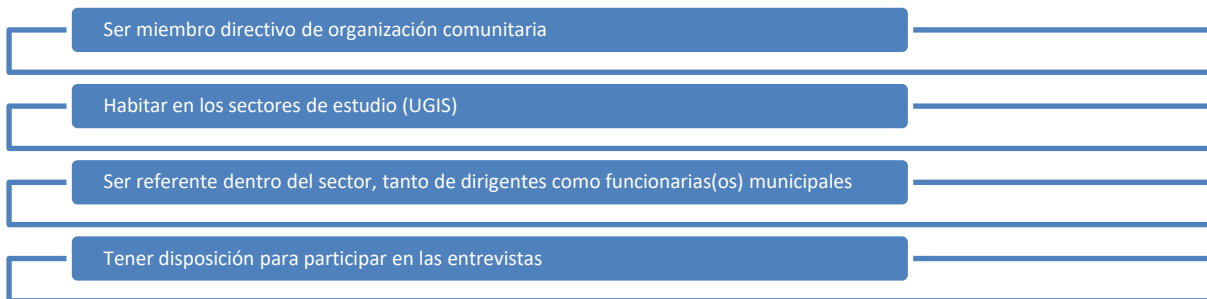 Ser miembro directivo de organización comunitaria
Habitar en los sectores de estudio (UGIS)
Ser referente dentro del sector, tanto de dirigentes como funcionarias(os) municipales
Tener disposición para participar en las entrevistas